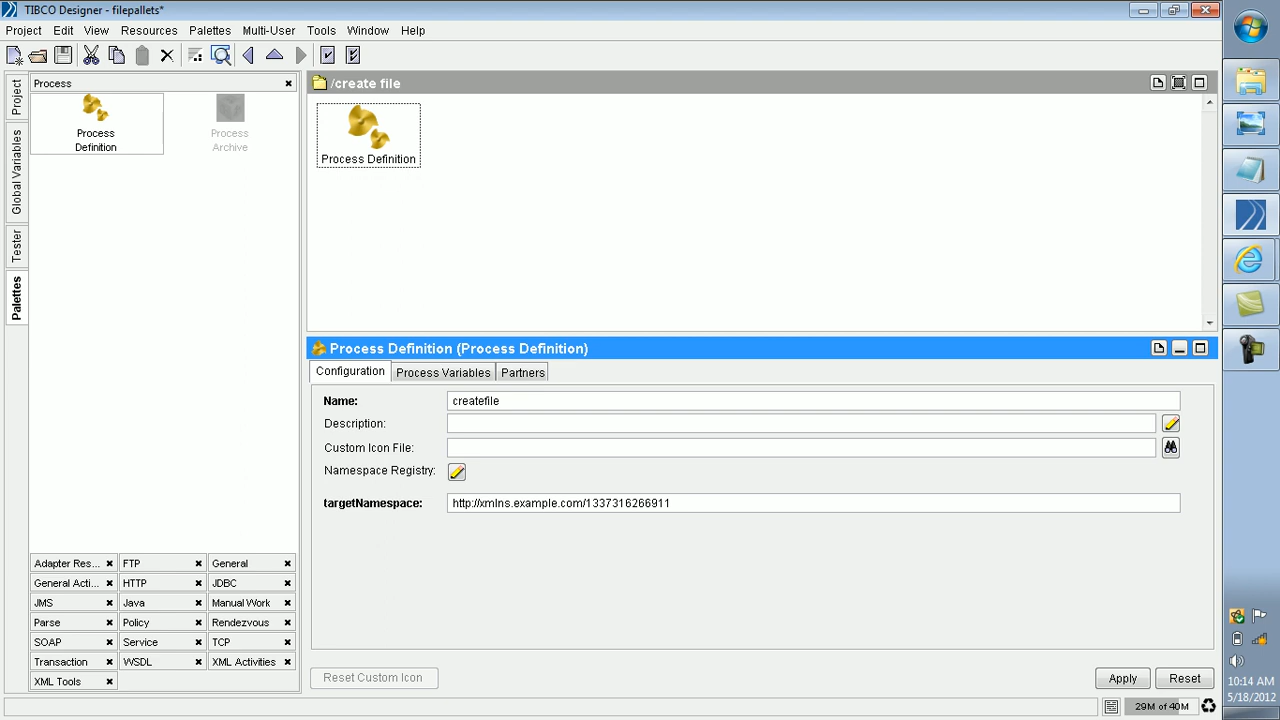 TIBCO Designer - filepallets*
Project Edit View Resources Palettes Multi-User Tools Window Help
Project
Global Variables
Tester
Palettes
Process
Process Definition
Process Archive
Adapter Res... FTP General
General Acti... HTTP JDBC
JMS Java Manual Work
Parse Policy Rendezvous
SOAP Service TCP
Transaction WSDL XML Activities
XML Tools
/create file
Process Definition
Process Definition (Process Definition)
Configuration Process Variables Partners
Name: createfile
Description:
Custom Icon File:
Namespace Registry:
targetNamespace: http://xmlns.example.com/1337316266911
Reset Custom Icon Apply Reset
29M of 40M
10:14 AM
5/18/2012